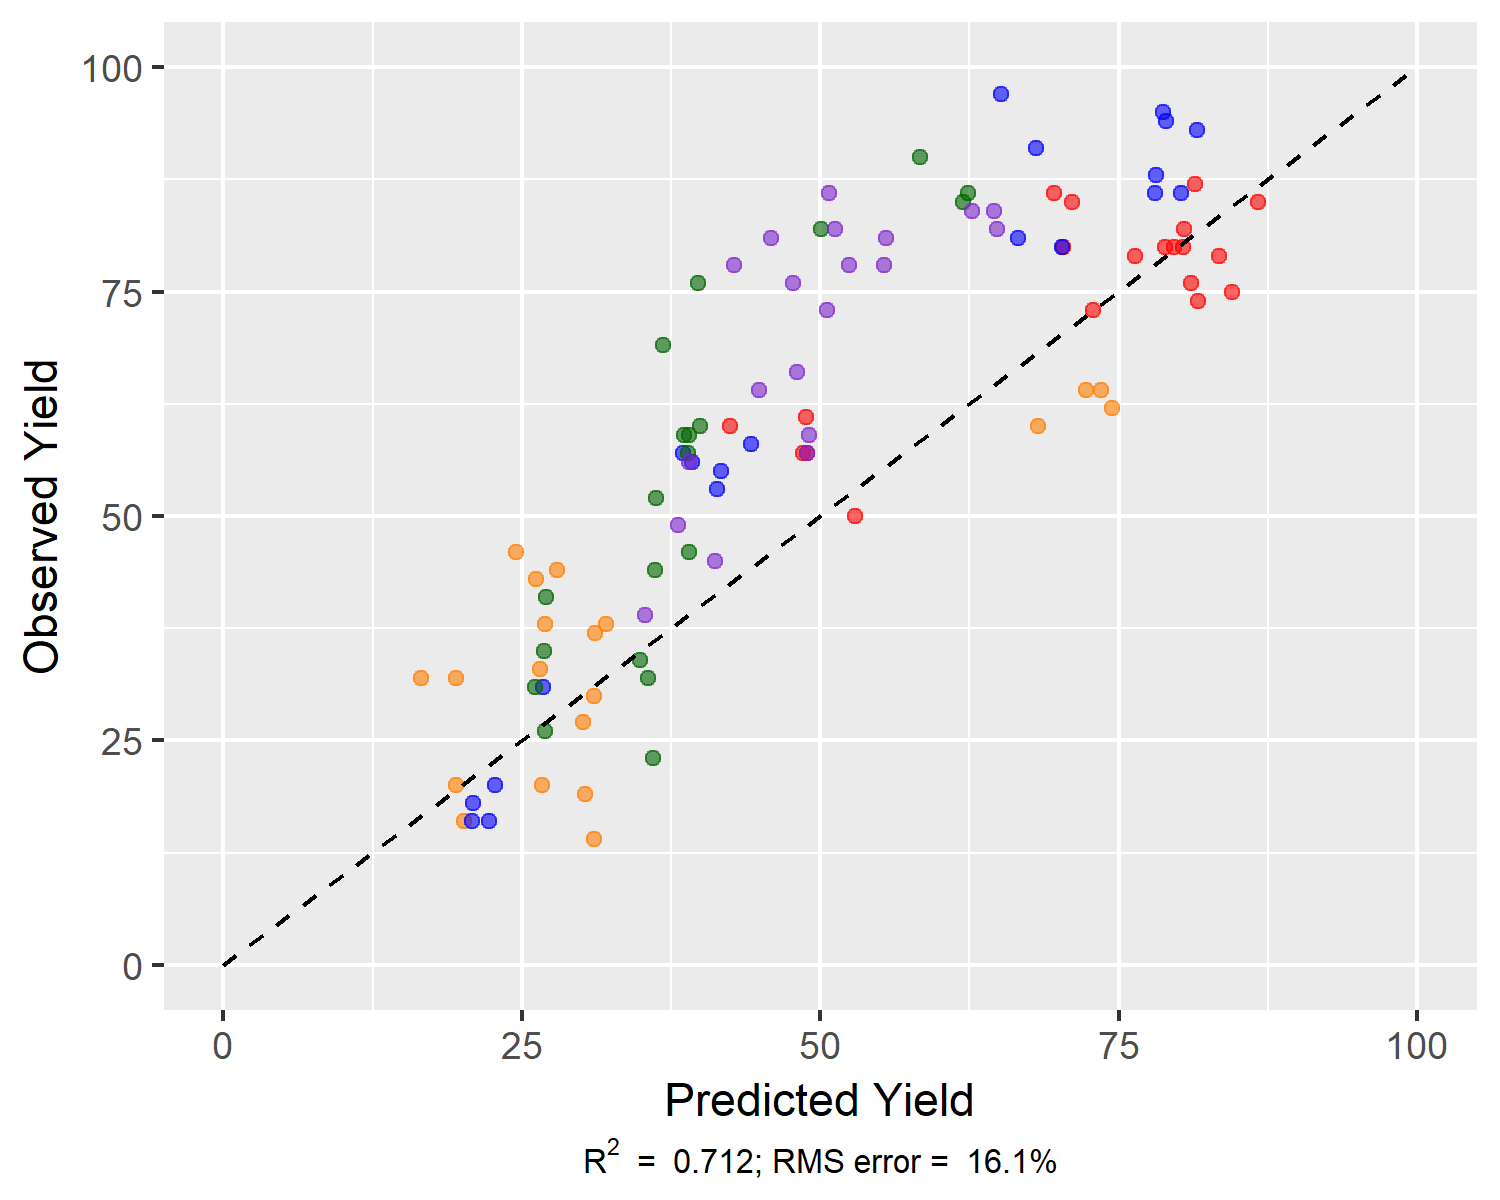 100
75
50
25
0
Observed Yield
0 25 50 75 100
Predicted Yield
R² = 0.712; RMS error = 16.1%